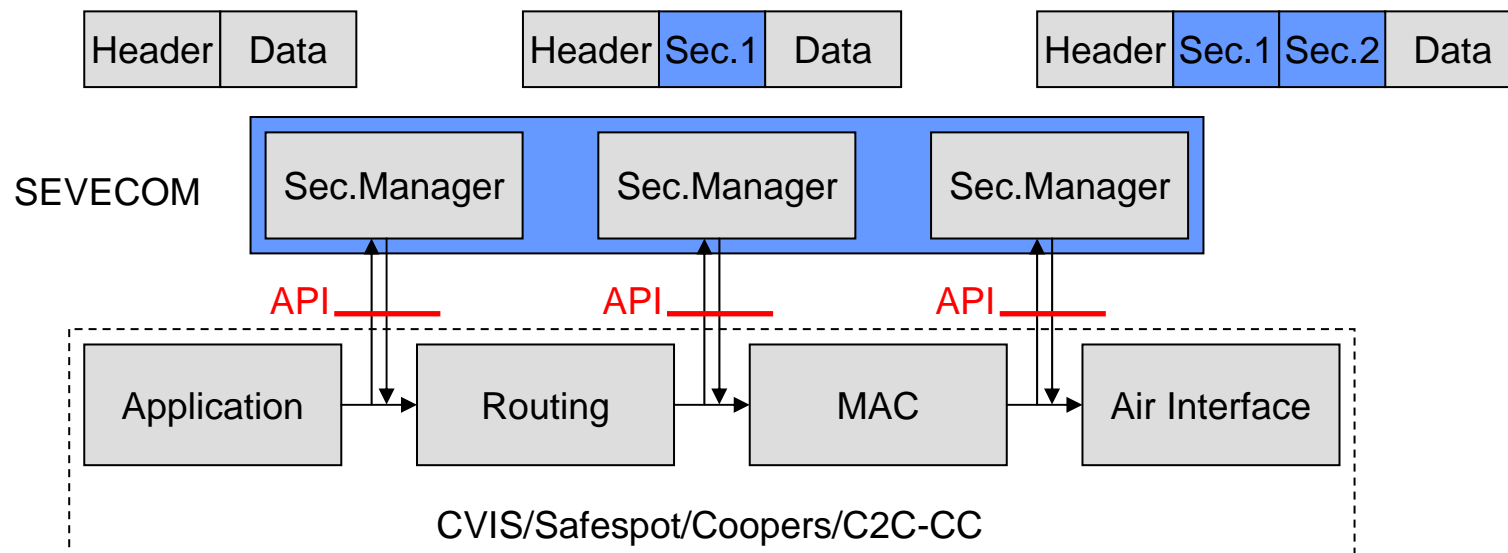 Header Data Header Sec.1 Data Header Sec.1 Sec.2 Data
Sec.Manager Sec.Manager Sec.Manager
SEVECOM
API API API
Application Routing MAC Air Interface
CVIS/Safespot/Coopers/C2C-CC